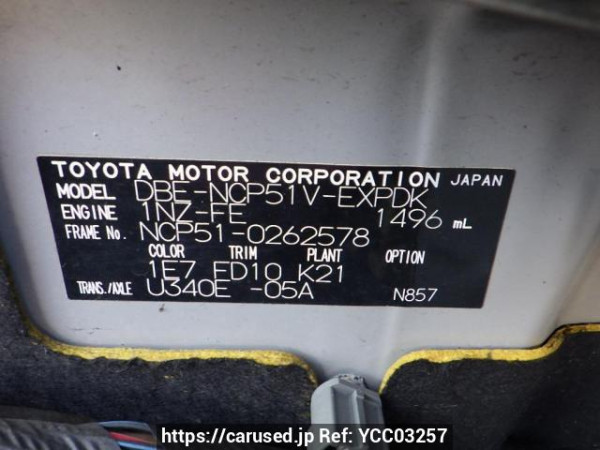 TOYOTA MOTOR CORPORATION JAPAN
MODEL DBE-NCP51V-EXPDK
ENGINE 1NZ-FE 1496 mL
FRAME No. NCP51-0262578
COLOR TRIM PLANT OPTION
1E7 FD10 K21
TRANS./AXLE U340E -05A N857
https://carused.jp Ref: YCC03257